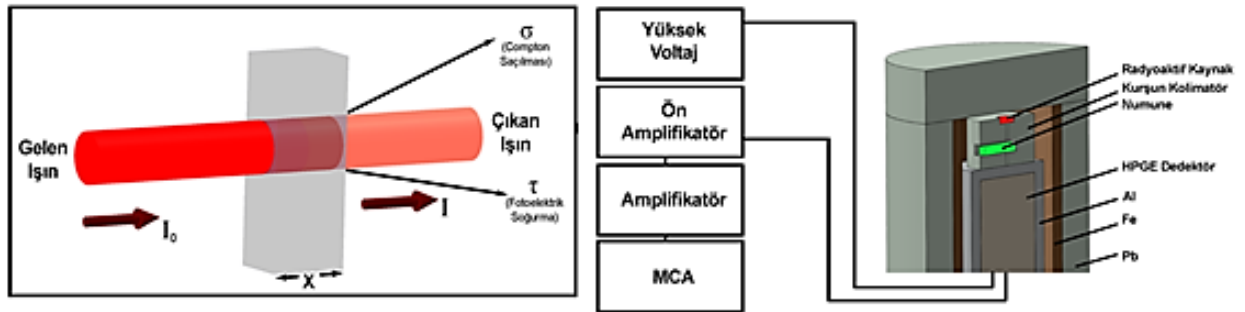 σ
(Compton
Saçılması)
Gelen
Işın
Çıkan
Işın
τ
(Fotoelektrik
Soğurma)
I₀
I
X
Yüksek
Voltaj
Ön
Amplifikatör
Amplifikatör
MCA
Radyoaktif Kaynak
Kurşun Kolimatör
Numune
HPGE Dedektör
Al
Fe
Pb